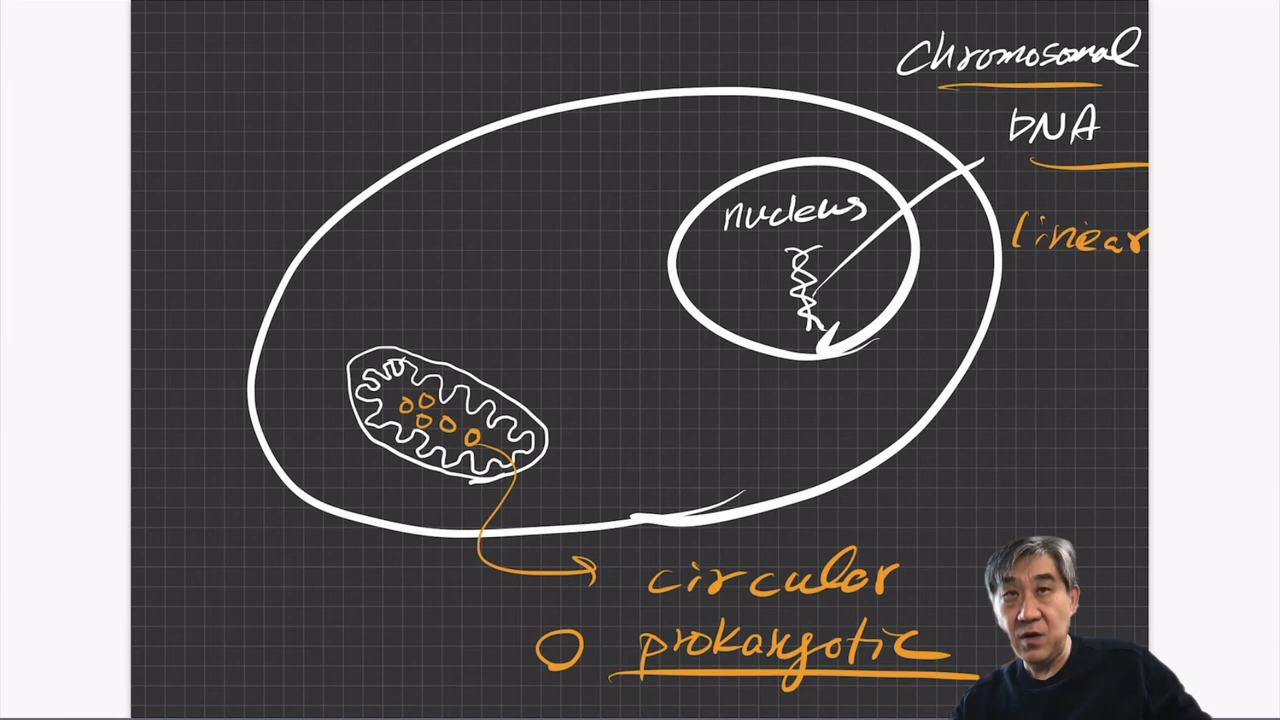 chromosomal
DNA
linear
nucleus
circular
prokaryotic